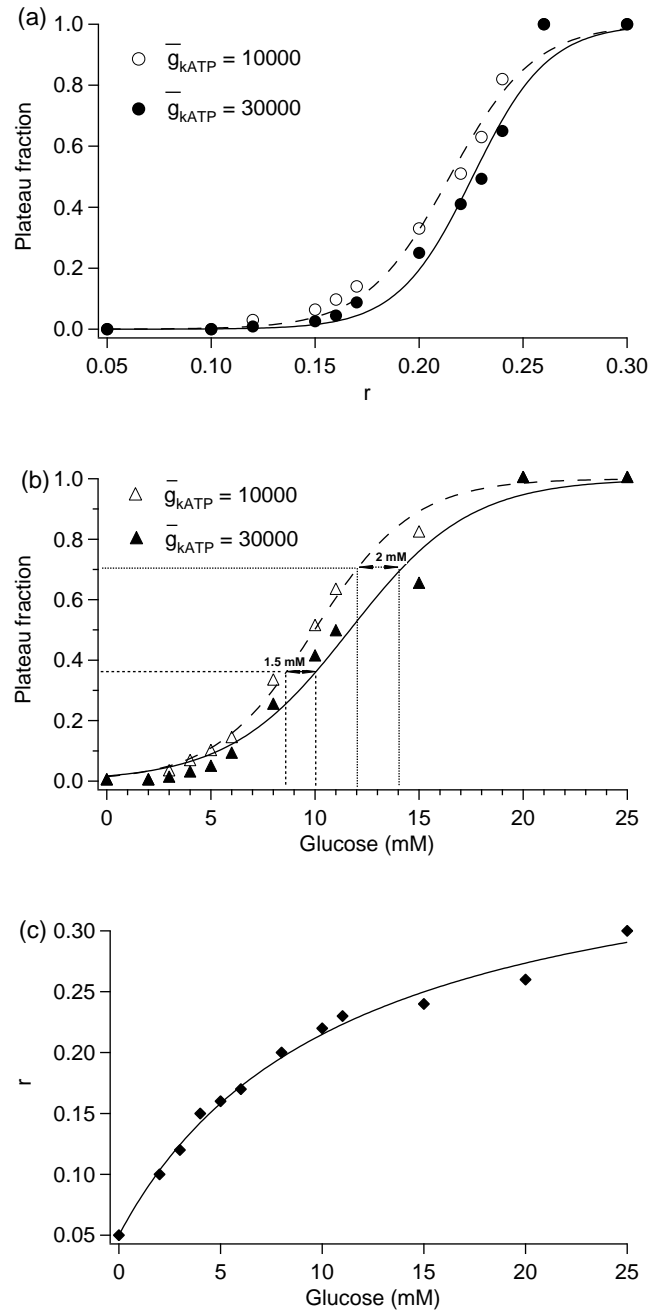 (a)
1.0
0.8
0.6
0.4
0.2
0.0
Plateau fraction
g̅kATP = 10000
g̅kATP = 30000
0.05 0.10 0.15 0.20 0.25 0.30
r
(b)
1.0
0.8
0.6
0.4
0.2
0.0
Plateau fraction
g̅kATP = 10000
g̅kATP = 30000
2 mM
1.5 mM
0 5 10 15 20 25
Glucose (mM)
(c)
0.30
0.25
0.20
0.15
0.10
0.05
r
0 5 10 15 20 25
Glucose (mM)